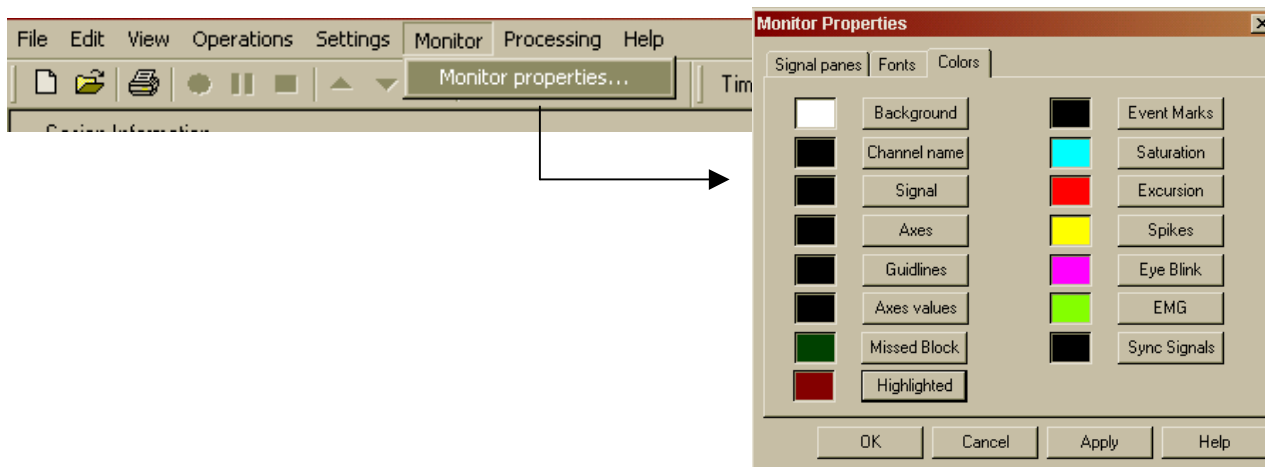 File Edit View Operations Settings Monitor Processing Help
Monitor properties...
Tim
Monitor Properties
Signal panes Fonts Colors
Background Event Marks
Channel name Saturation
Signal Excursion
Axes Spikes
Guidlines Eye Blink
Axes values EMG
Missed Block Sync Signals
Highlighted
OK Cancel Apply Help